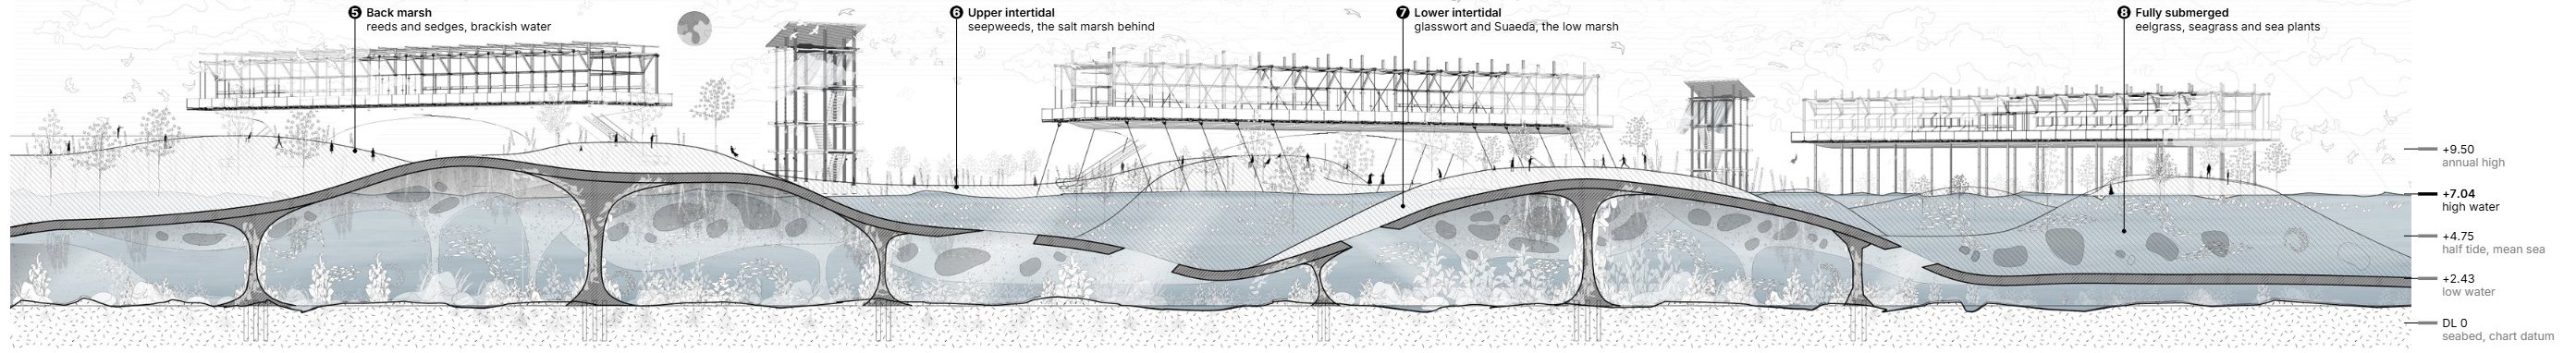 5 Back marsh
reeds and sedges, brackish water
6 Upper intertidal
seepweeds, the salt marsh behind
7 Lower intertidal
glasswort and Suaeda, the low marsh
8 Fully submerged
eelgrass, seagrass and sea plants
+9.50
annual high
+7.04
high water
+4.75
half tide, mean sea
+2.43
low water
DL 0
seabed, chart datum